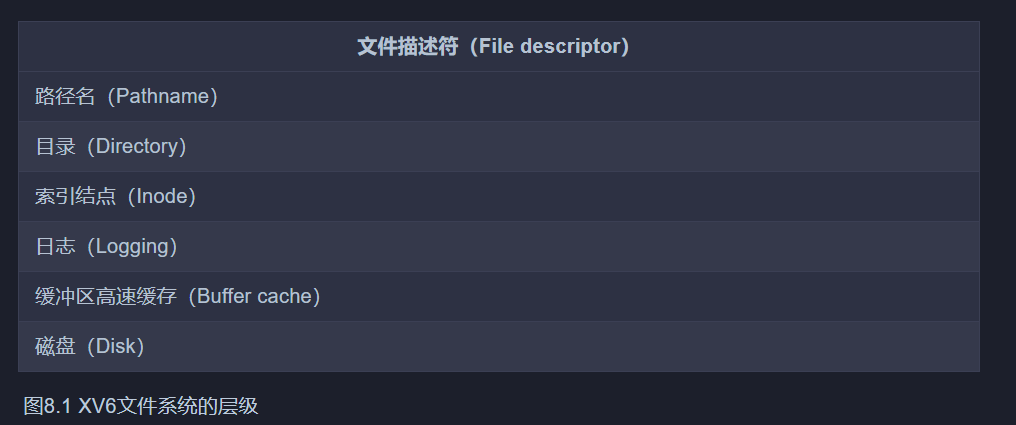 文件描述符（File descriptor）
路径名（Pathname）
目录（Directory）
索引结点（Inode）
日志（Logging）
缓冲区高速缓存（Buffer cache）
磁盘（Disk）
图8.1 XV6文件系统的层级